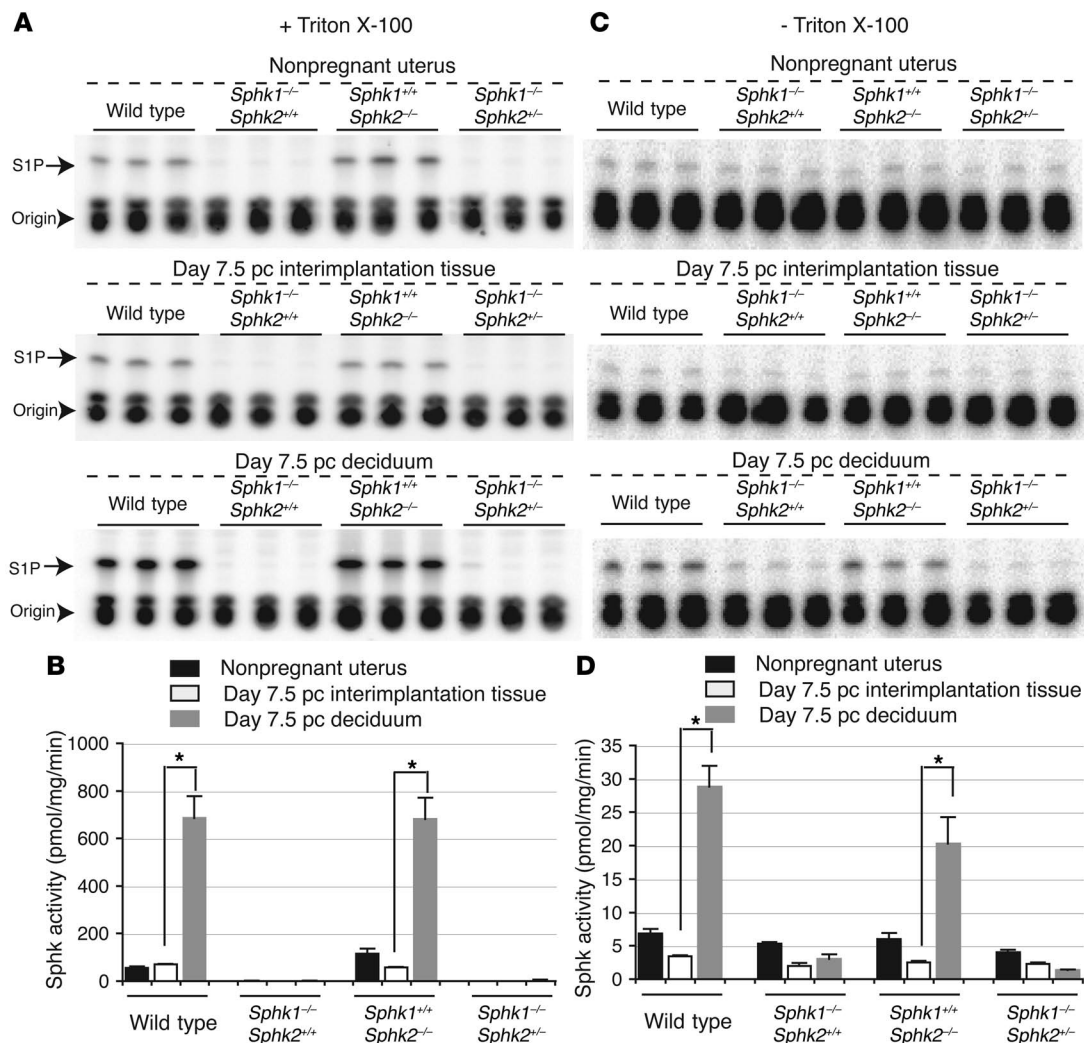 A
+ Triton X-100
Nonpregnant uterus
Wild type
Sphk1–/–
Sphk2+/+
Sphk1+/+
Sphk2–/–
Sphk1–/–
Sphk2+/–
S1P
Origin
Day 7.5 pc interimplantation tissue
Wild type
Sphk1–/–
Sphk2+/+
Sphk1+/+
Sphk2–/–
Sphk1–/–
Sphk2+/–
S1P
Origin
Day 7.5 pc deciduum
Wild type
Sphk1–/–
Sphk2+/+
Sphk1+/+
Sphk2–/–
Sphk1–/–
Sphk2+/–
S1P
Origin
C
- Triton X-100
Nonpregnant uterus
Wild type
Sphk1–/–
Sphk2+/+
Sphk1+/+
Sphk2–/–
Sphk1–/–
Sphk2+/–
Day 7.5 pc interimplantation tissue
Wild type
Sphk1–/–
Sphk2+/+
Sphk1+/+
Sphk2–/–
Sphk1–/–
Sphk2+/–
Day 7.5 pc deciduum
Wild type
Sphk1–/–
Sphk2+/+
Sphk1+/+
Sphk2–/–
Sphk1–/–
Sphk2+/–
B
Nonpregnant uterus
Day 7.5 pc interimplantation tissue
Day 7.5 pc deciduum
Sphk activity (pmol/mg/min)
1000
800
600
400
200
0
*
*
Wild type
Sphk1–/–
Sphk2+/+
Sphk1+/+
Sphk2–/–
Sphk1–/–
Sphk2+/–
D
Nonpregnant uterus
Day 7.5 pc interimplantation tissue
Day 7.5 pc deciduum
Sphk activity (pmol/mg/min)
35
30
25
20
15
10
5
0
*
*
Wild type
Sphk1–/–
Sphk2+/+
Sphk1+/+
Sphk2–/–
Sphk1–/–
Sphk2+/–